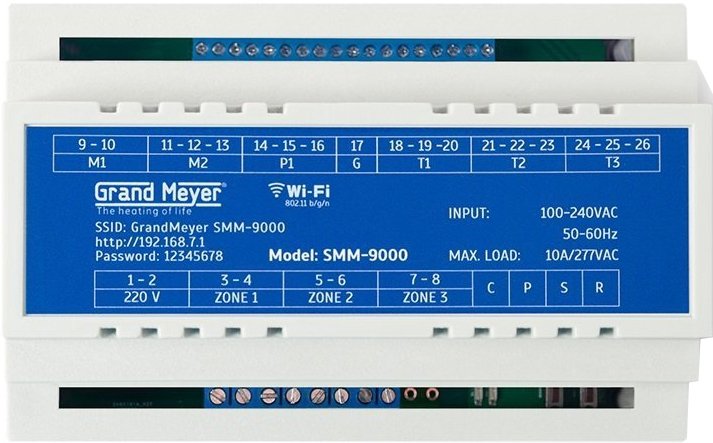 9 - 10 11 - 12 - 13 14 - 15 - 16 17 18 - 19 -20 21 - 22 - 23 24 - 25 - 26
M1 M2 P1 G T1 T2 T3
Grand Meyer®
The heating of life
Wi-Fi
802.11 b/g/n
SSID: GrandMeyer SMM-9000
http://192.168.7.1
Password: 12345678
Model: SMM-9000
INPUT: 100-240VAC
50-60Hz
MAX. LOAD: 10A/277VAC
1 - 2 3 - 4 5 - 6 7 - 8 C P S R
220 V ZONE 1 ZONE 2 ZONE 3